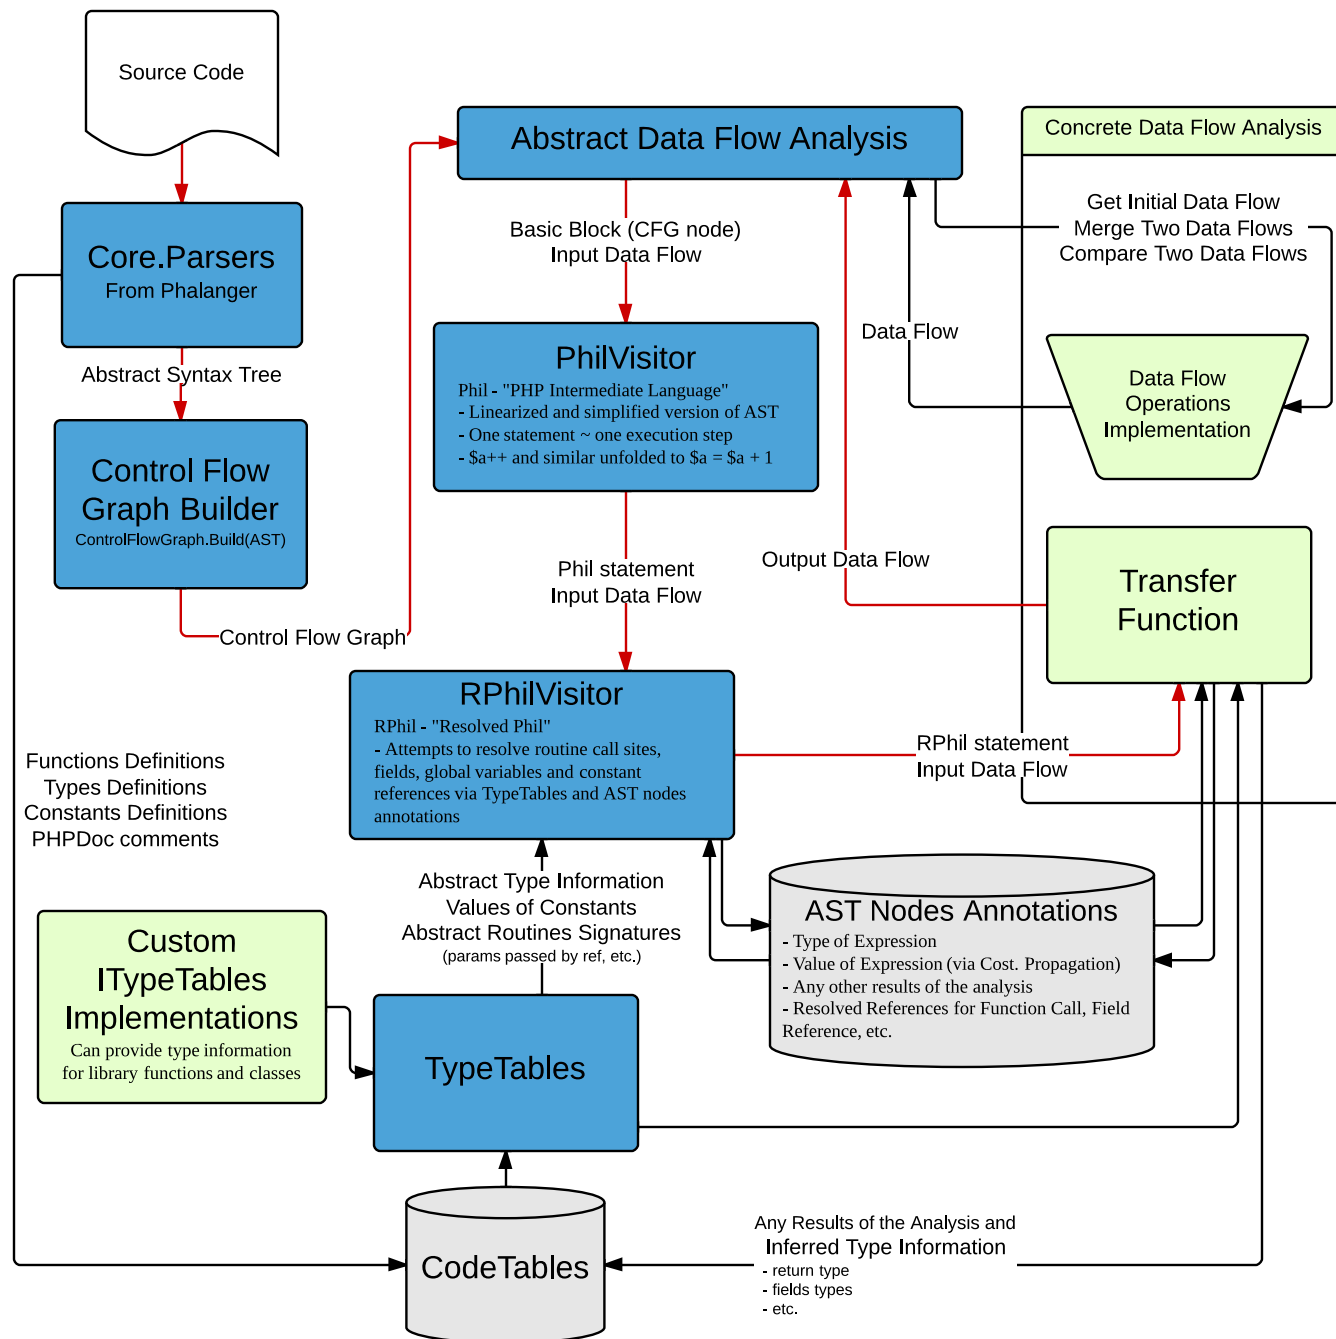 Source Code
Abstract Data Flow Analysis
Concrete Data Flow Analysis
Get Initial Data Flow
Merge Two Data Flows
Compare Two Data Flows
Basic Block (CFG node)
Input Data Flow
Core.Parsers
From Phalanger
Data Flow
Abstract Syntax Tree
PhilVisitor
Phil - "PHP Intermediate Language"
- Linearized and simplified version of AST
- One statement ~ one execution step
- $a++ and similar unfolded to $a = $a + 1
Data Flow
Operations
Implementation
Control Flow
Graph Builder
ControlFlowGraph.Build(AST)
Phil statement
Input Data Flow
Output Data Flow
Transfer
Function
Control Flow Graph
RPhilVisitor
RPhil - "Resolved Phil"
- Attempts to resolve routine call sites,
fields, global variables and constant
references via TypeTables and AST nodes
annotations
RPhil statement
Input Data Flow
Functions Definitions
Types Definitions
Constants Definitions
PHPDoc comments
Abstract Type Information
Values of Constants
Abstract Routines Signatures
(params passed by ref, etc.)
AST Nodes Annotations
- Type of Expression
- Value of Expression (via Cost. Propagation)
- Any other results of the analysis
- Resolved References for Function Call, Field
Reference, etc.
Custom
ITypeTables
Implementations
Can provide type information
for library functions and classes
TypeTables
CodeTables
Any Results of the Analysis and
Inferred Type Information
- return type
- fields types
- etc.